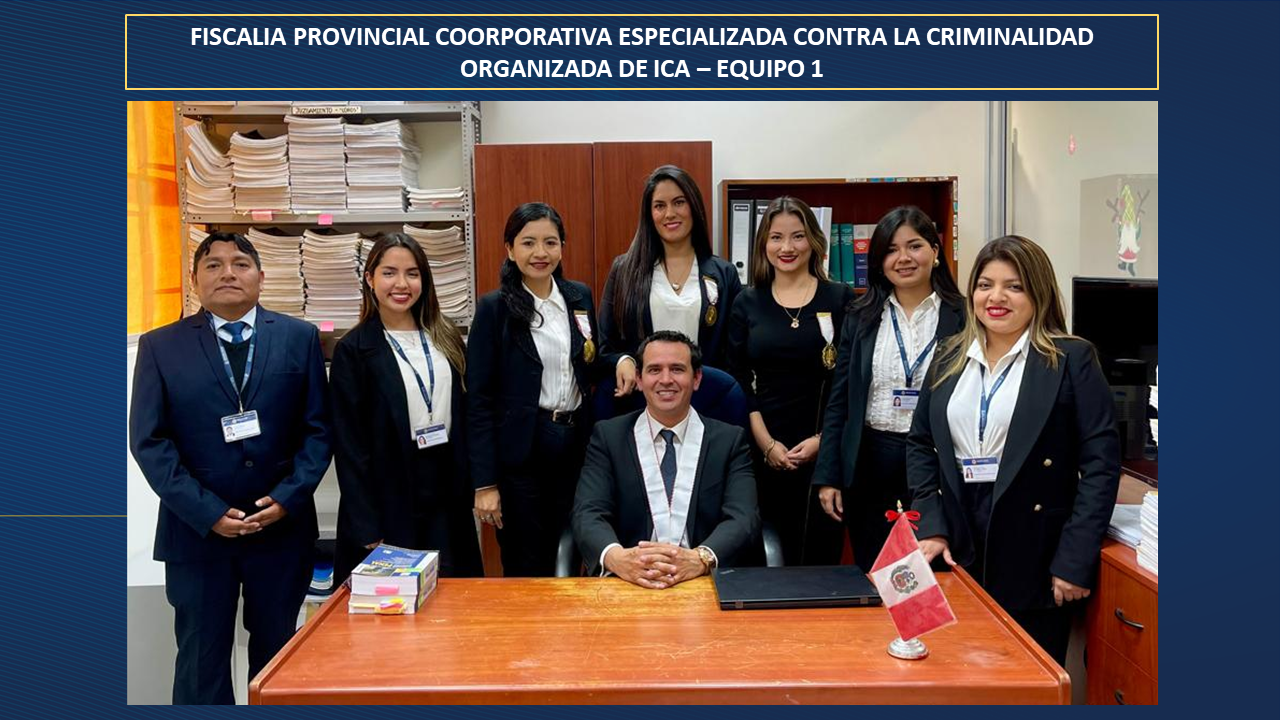 FISCALIA PROVINCIAL COORPORATIVA ESPECIALIZADA CONTRA LA CRIMINALIDAD
ORGANIZADA DE ICA – EQUIPO 1